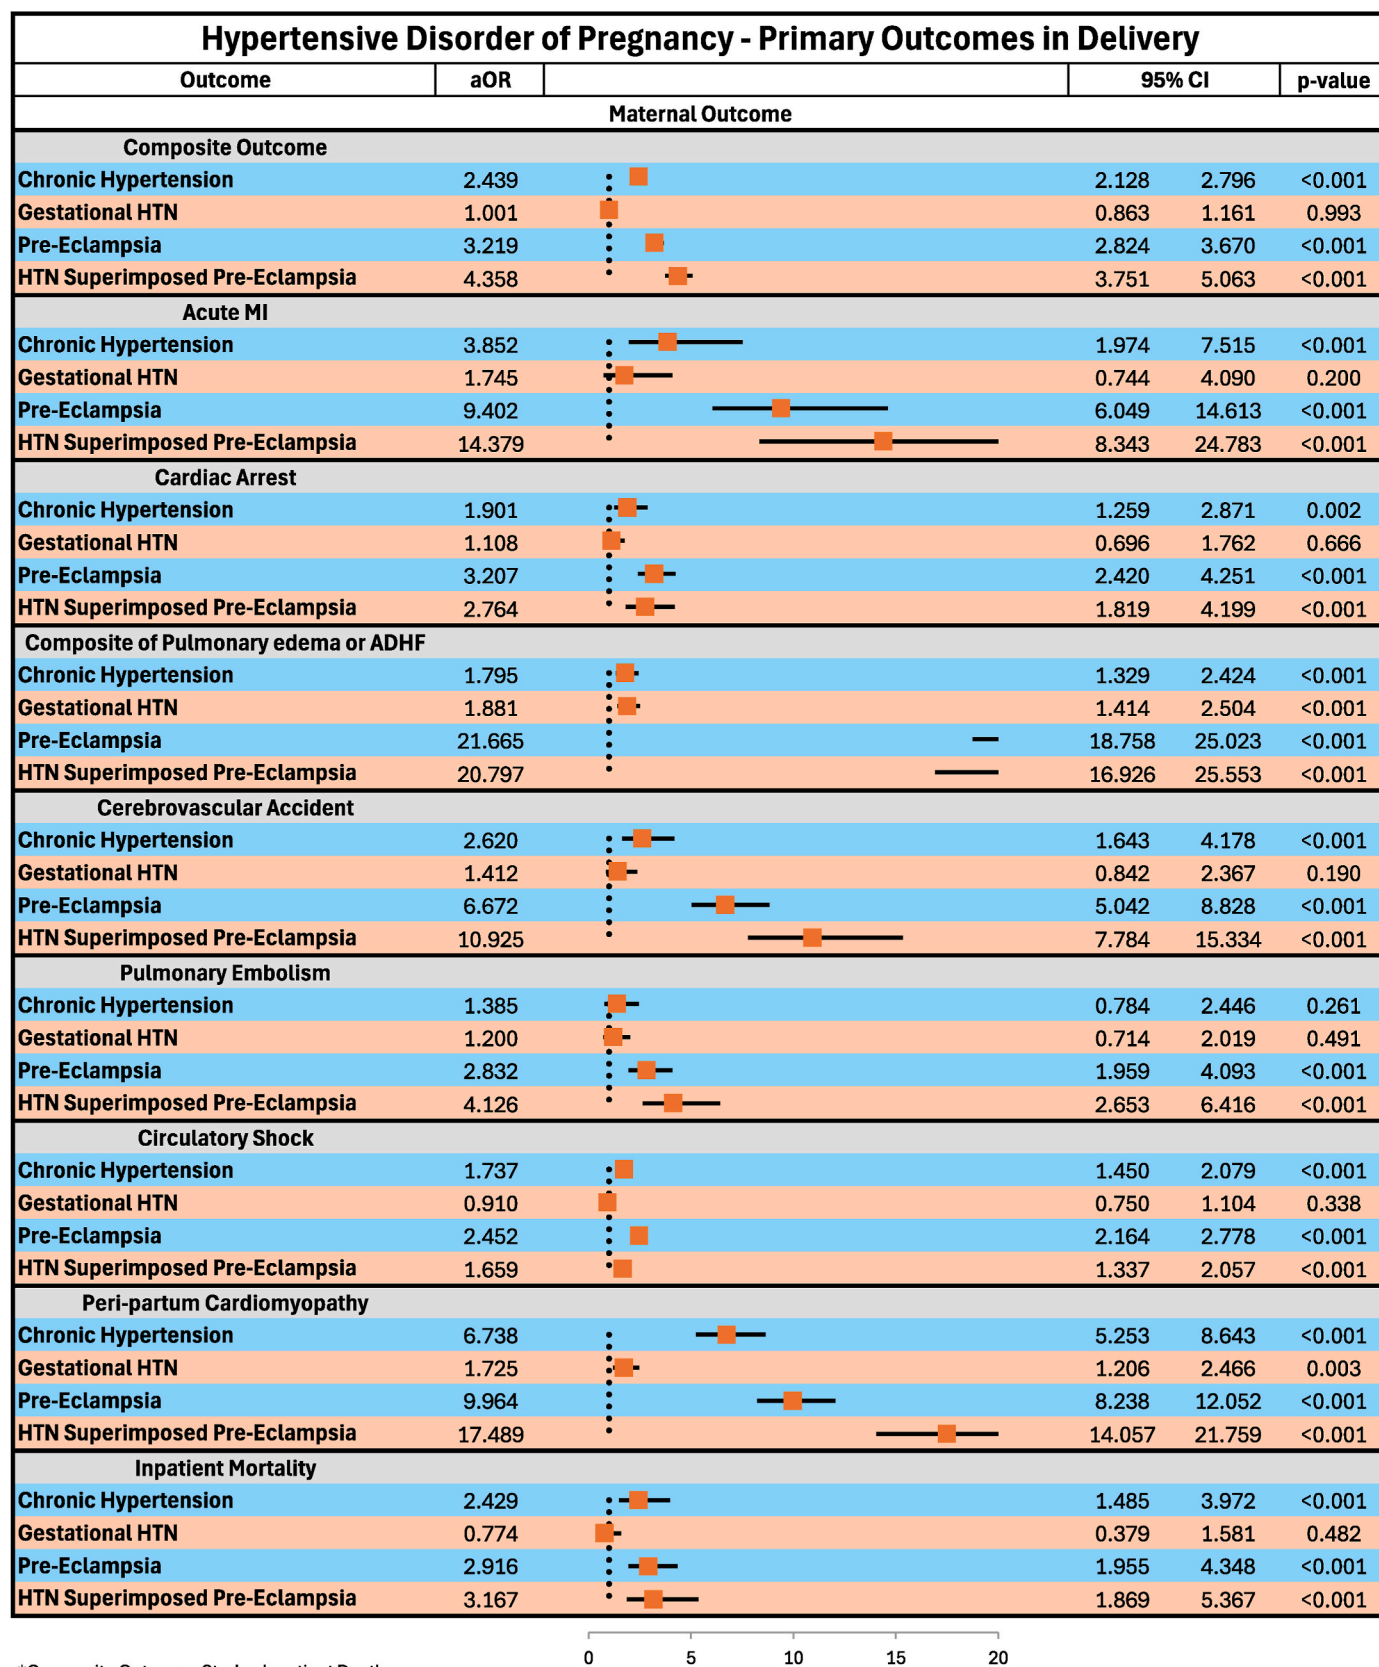 Hypertensive Disorder of Pregnancy - Primary Outcomes in Delivery
Outcome aOR 95% CI p-value
Maternal Outcome
Composite Outcome
Chronic Hypertension 2.439 2.128 2.796 <0.001
Gestational HTN 1.001 0.863 1.161 0.993
Pre-Eclampsia 3.219 2.824 3.670 <0.001
HTN Superimposed Pre-Eclampsia 4.358 3.751 5.063 <0.001
Acute MI
Chronic Hypertension 3.852 1.974 7.515 <0.001
Gestational HTN 1.745 0.744 4.090 0.200
Pre-Eclampsia 9.402 6.049 14.613 <0.001
HTN Superimposed Pre-Eclampsia 14.379 8.343 24.783 <0.001
Cardiac Arrest
Chronic Hypertension 1.901 1.259 2.871 0.002
Gestational HTN 1.108 0.696 1.762 0.666
Pre-Eclampsia 3.207 2.420 4.251 <0.001
HTN Superimposed Pre-Eclampsia 2.764 1.819 4.199 <0.001
Composite of Pulmonary edema or ADHF
Chronic Hypertension 1.795 1.329 2.424 <0.001
Gestational HTN 1.881 1.414 2.504 <0.001
Pre-Eclampsia 21.665 18.758 25.023 <0.001
HTN Superimposed Pre-Eclampsia 20.797 16.926 25.553 <0.001
Cerebrovascular Accident
Chronic Hypertension 2.620 1.643 4.178 <0.001
Gestational HTN 1.412 0.842 2.367 0.190
Pre-Eclampsia 6.672 5.042 8.828 <0.001
HTN Superimposed Pre-Eclampsia 10.925 7.784 15.334 <0.001
Pulmonary Embolism
Chronic Hypertension 1.385 0.784 2.446 0.261
Gestational HTN 1.200 0.714 2.019 0.491
Pre-Eclampsia 2.832 1.959 4.093 <0.001
HTN Superimposed Pre-Eclampsia 4.126 2.653 6.416 <0.001
Circulatory Shock
Chronic Hypertension 1.737 1.450 2.079 <0.001
Gestational HTN 0.910 0.750 1.104 0.338
Pre-Eclampsia 2.452 2.164 2.778 <0.001
HTN Superimposed Pre-Eclampsia 1.659 1.337 2.057 <0.001
Peri-partum Cardiomyopathy
Chronic Hypertension 6.738 5.253 8.643 <0.001
Gestational HTN 1.725 1.206 2.466 0.003
Pre-Eclampsia 9.964 8.238 12.052 <0.001
HTN Superimposed Pre-Eclampsia 17.489 14.057 21.759 <0.001
Inpatient Mortality
Chronic Hypertension 2.429 1.485 3.972 <0.001
Gestational HTN 0.774 0.379 1.581 0.482
Pre-Eclampsia 2.916 1.955 4.348 <0.001
HTN Superimposed Pre-Eclampsia 3.167 1.869 5.367 <0.001
0 5 10 15 20